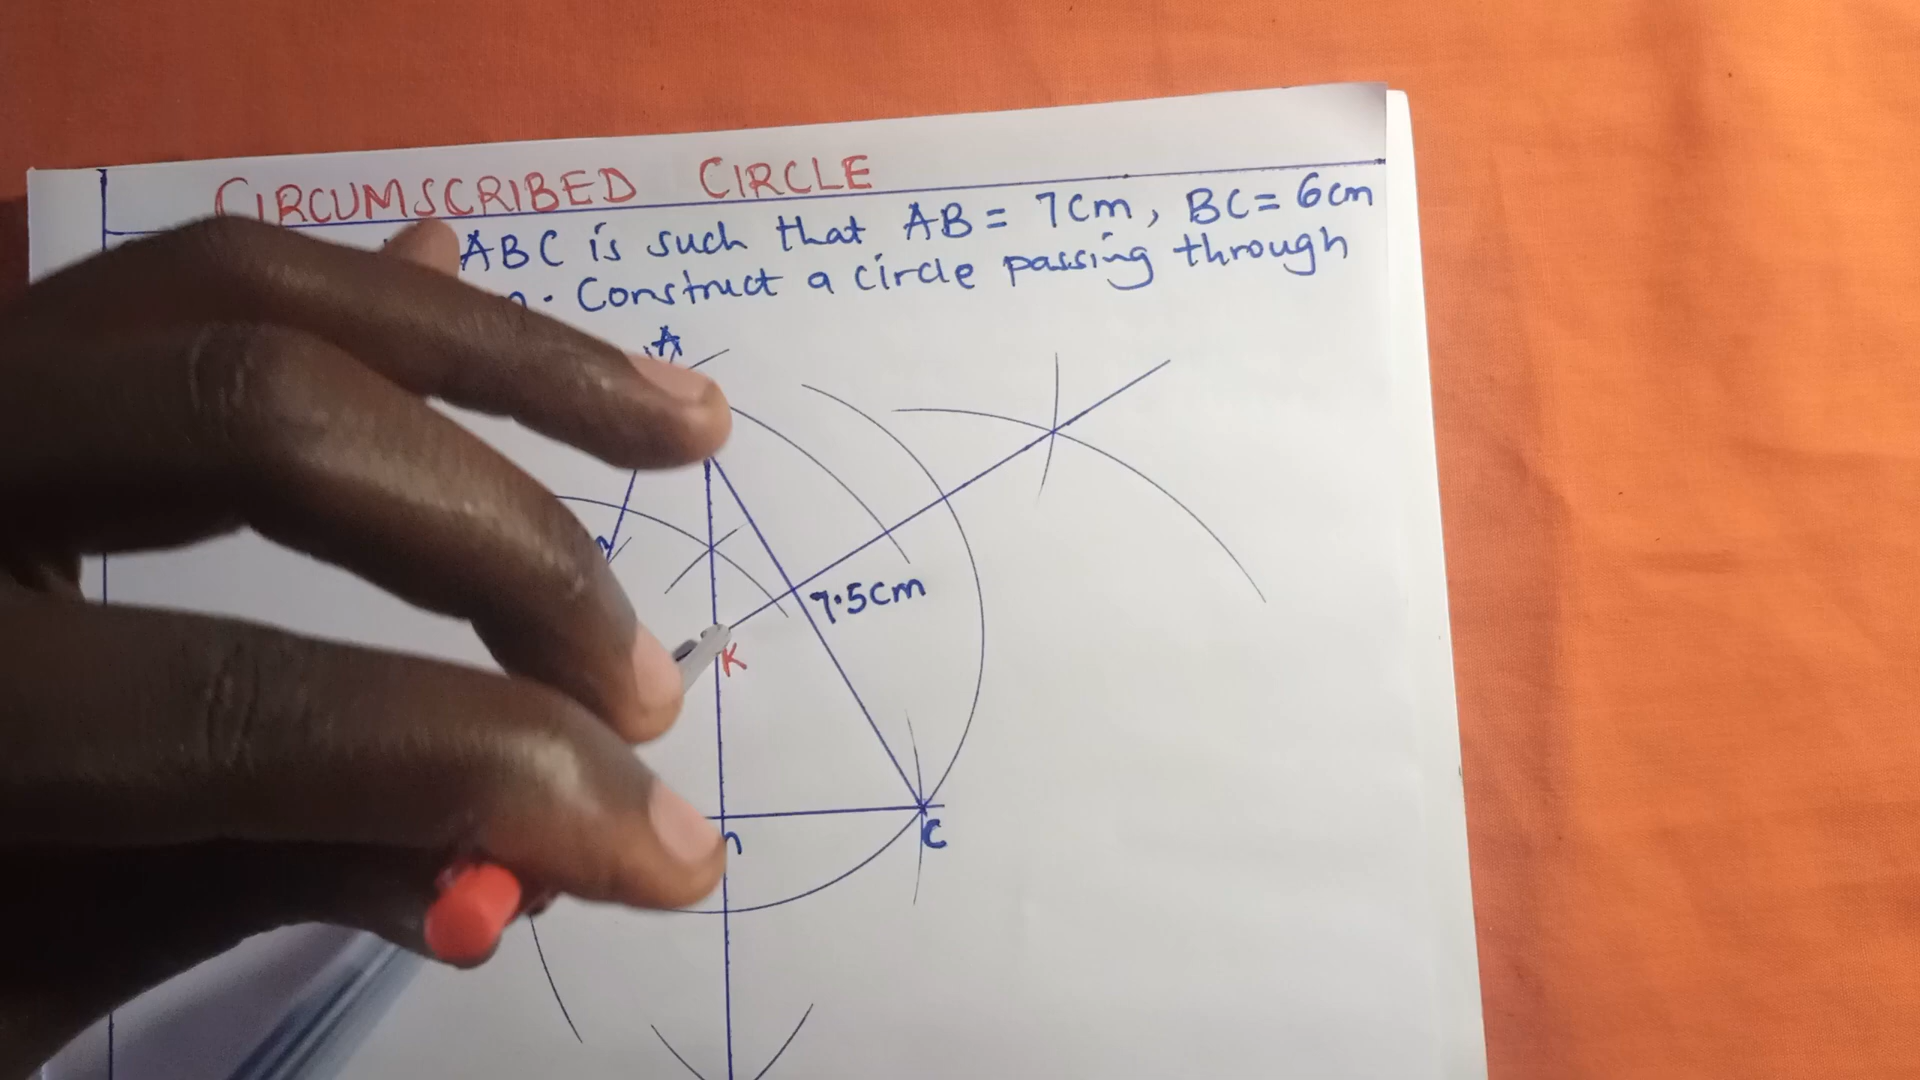 CIRCUMSCRIBED CIRCLE
ABC is such that AB = 7cm, BC = 6cm
Construct a circle passing through
A
7.5cm
K
C